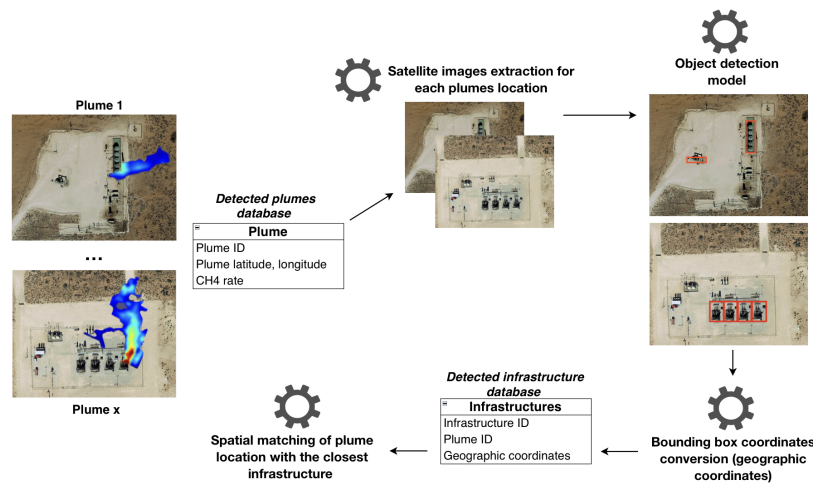 Plume 1
...
Plume x
Detected plumes
database
Plume
Plume ID
Plume latitude, longitude
CH4 rate
Satellite images extraction for
each plumes location
Object detection
model
Bounding box coordinates
conversion (geographic
coordinates)
Detected infrastructure
database
Infrastructures
Infrastructure ID
Plume ID
Geographic coordinates
Spatial matching of plume
location with the closest
infrastructure